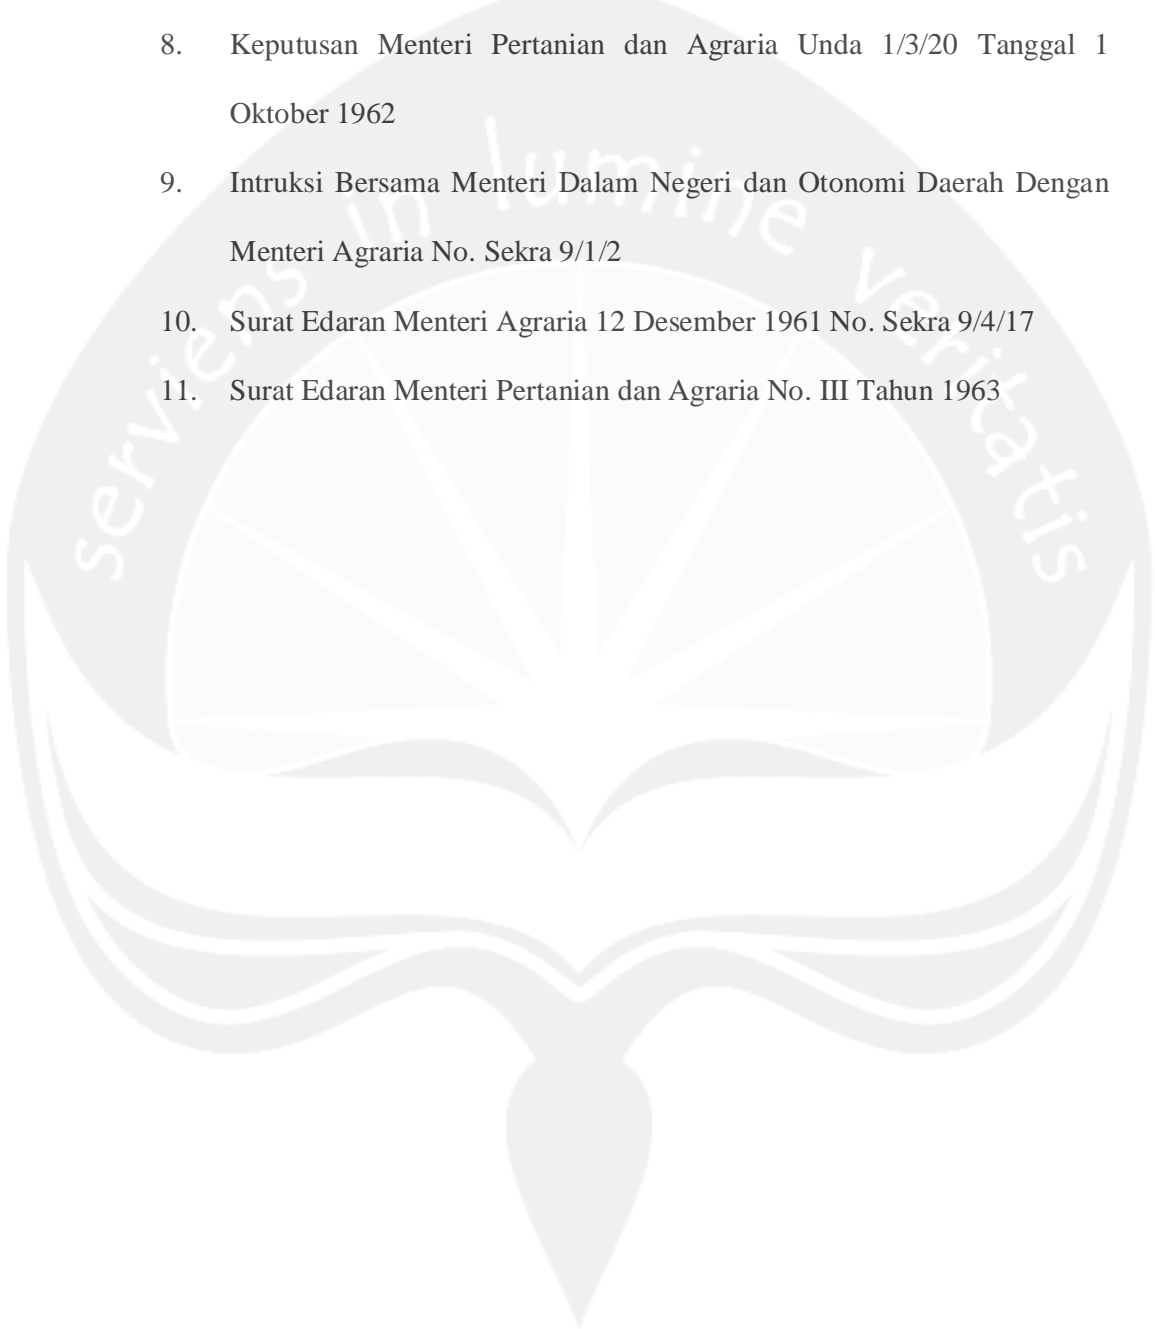 8. Keputusan Menteri Pertanian dan Agraria Unda 1/3/20 Tanggal 1
Oktober 1962
9. Intruksi Bersama Menteri Dalam Negeri dan Otonomi Daerah Dengan
Menteri Agraria No. Sekra 9/1/2
10. Surat Edaran Menteri Agraria 12 Desember 1961 No. Sekra 9/4/17
11. Surat Edaran Menteri Pertanian dan Agraria No. III Tahun 1963
serviens in lumine veritatis